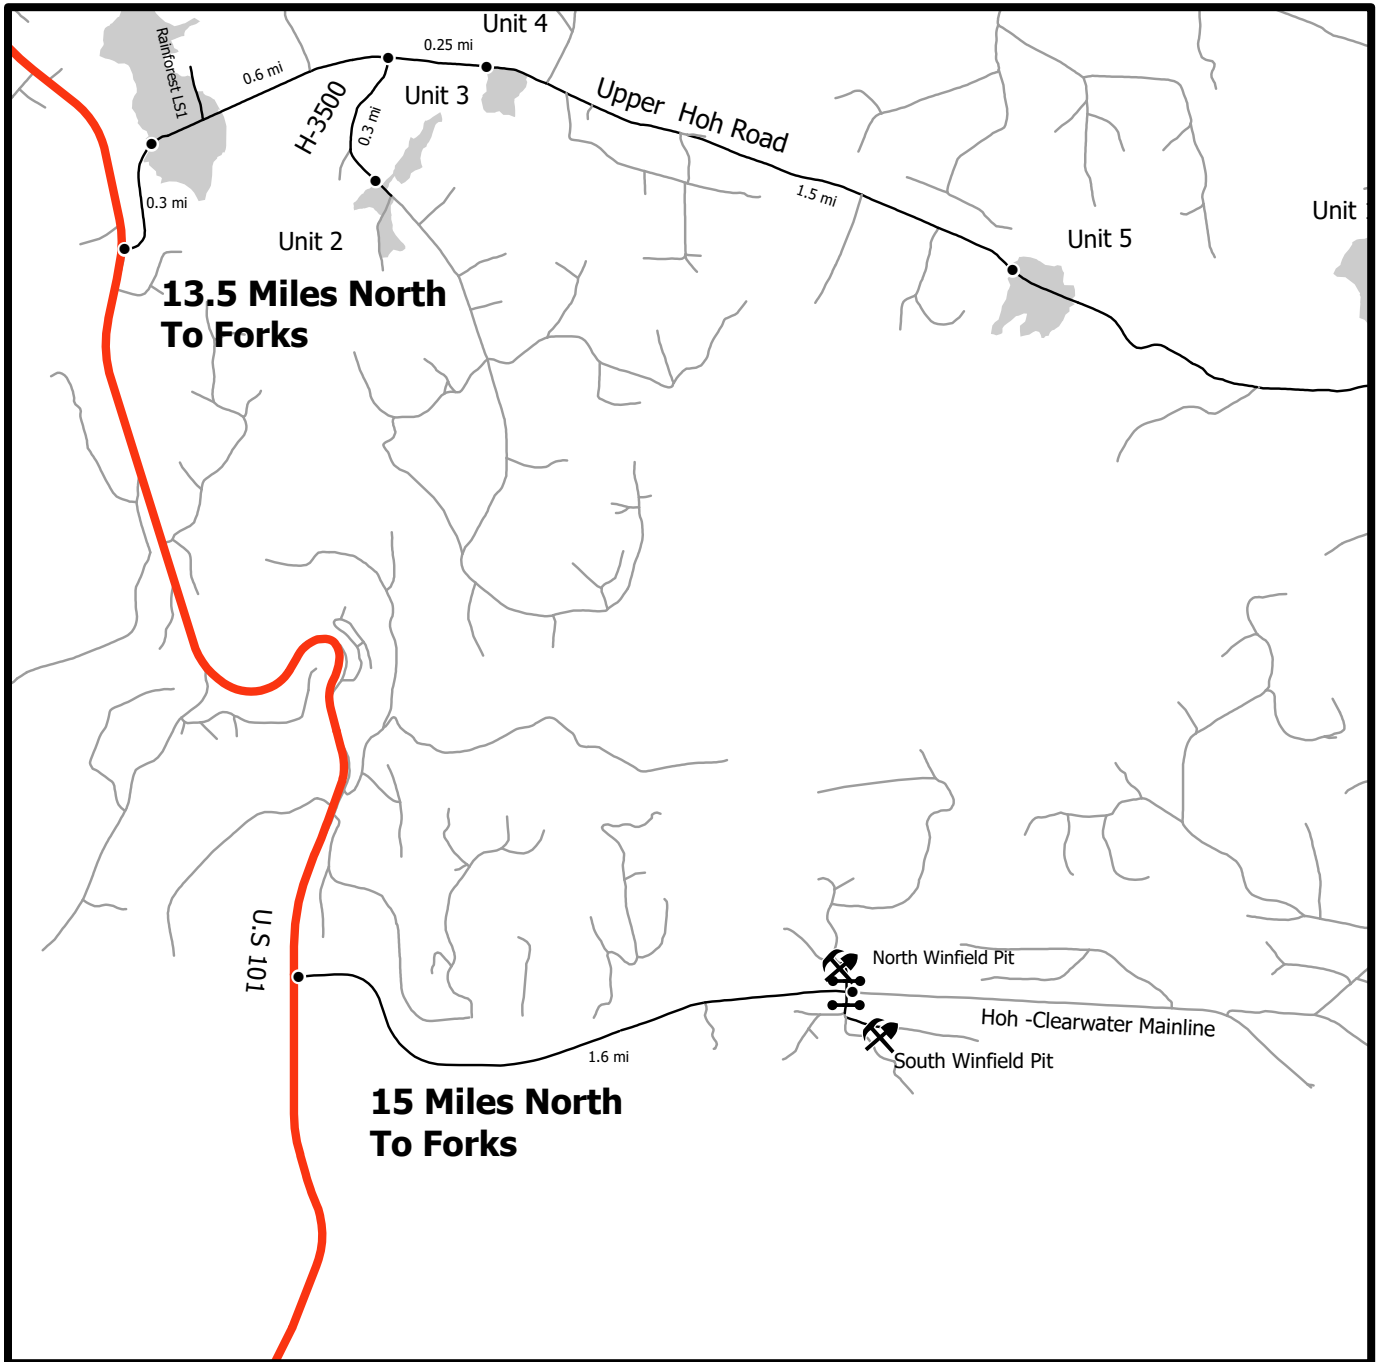 Unit 4
0.25 mi
Rainforest LS1
0.6 mi
H-3500
0.3 mi
Unit 3
Upper Hoh Road
1.5 mi
0.3 mi
Unit 2
Unit 5
Unit
13.5 Miles North
To Forks
U.S 101
North Winfield Pit
Hoh -Clearwater Mainline
South Winfield Pit
1.6 mi
15 Miles North
To Forks